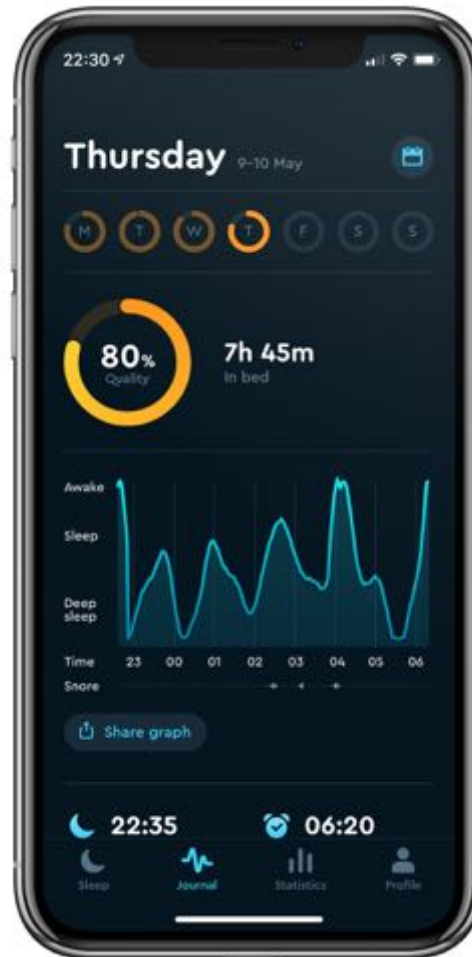 22:30
Thursday 9-10 May
M T W T F S S
80%
Quality
7h 45m
In bed
Awake
Sleep
Deep
sleep
Time 23 00 01 02 03 04 05 06
Snore
Share graph
22:35 06:20
Sleep Journal Statistics Profile